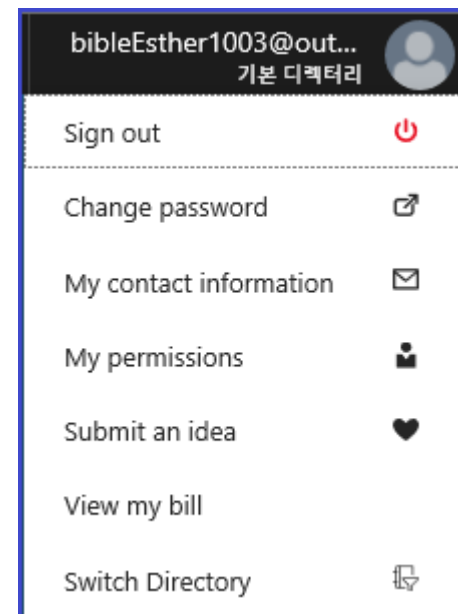 bibleEsther1003@out...
기본 디렉터리
Sign out
Change password
My contact information
My permissions
Submit an idea
View my bill
Switch Directory